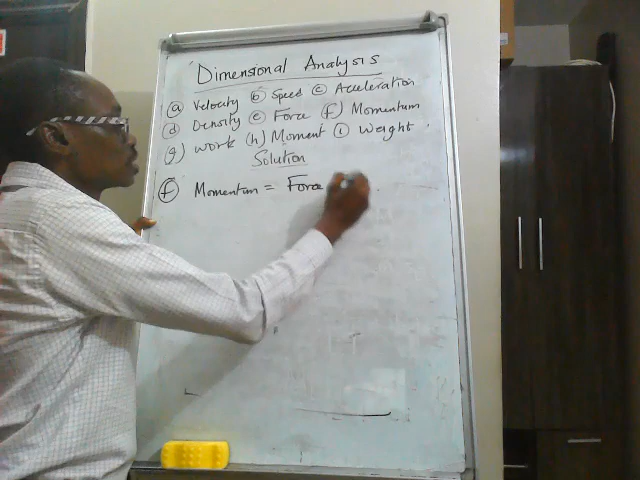 Dimensional Analysis
(a) Velocity (b) Speed (c) Acceleration
(d) Density (e) Force (f) Momentum
(g) work (h) Moment (i) weight.
Solution
(f) Momentum = Force